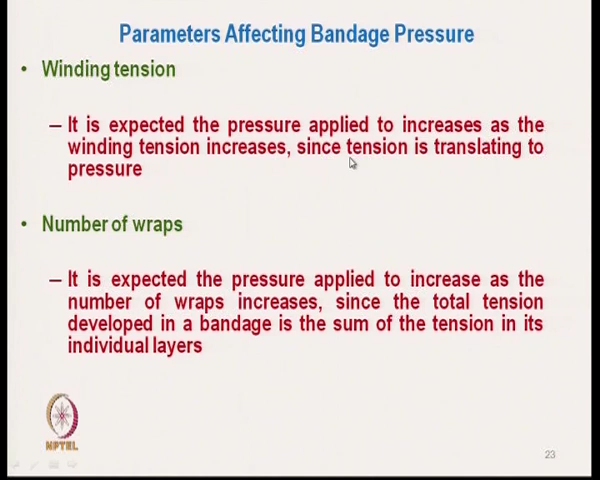 Parameters Affecting Bandage Pressure
• Winding tension
– It is expected the pressure applied to increases as the
winding tension increases, since tension is translating to
pressure
• Number of wraps
– It is expected the pressure applied to increase as the
number of wraps increases, since the total tension
developed in a bandage is the sum of the tension in its
individual layers
NPTEL
23